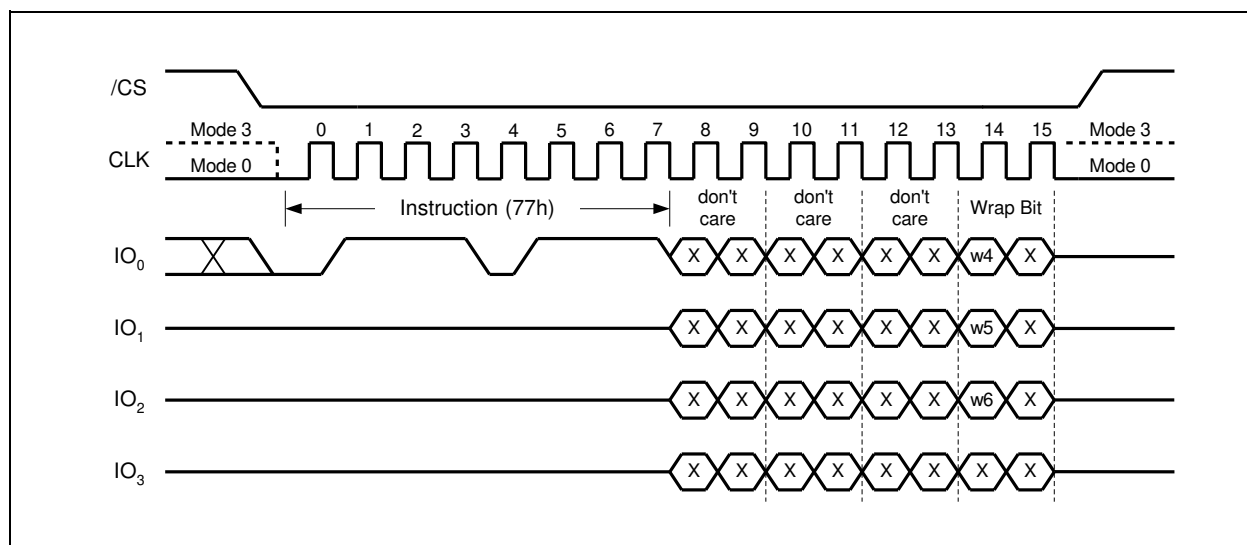 /CS
Mode 3 0 1 2 3 4 5 6 7 8 9 10 11 12 13 14 15 Mode 3
CLK
Mode 0 Mode 0
Instruction (77h) don't care don't care don't care Wrap Bit
IO0 X X X X X X w4 X
IO1 X X X X X X w5 X
IO2 X X X X X X w6 X
IO3 X X X X X X X X